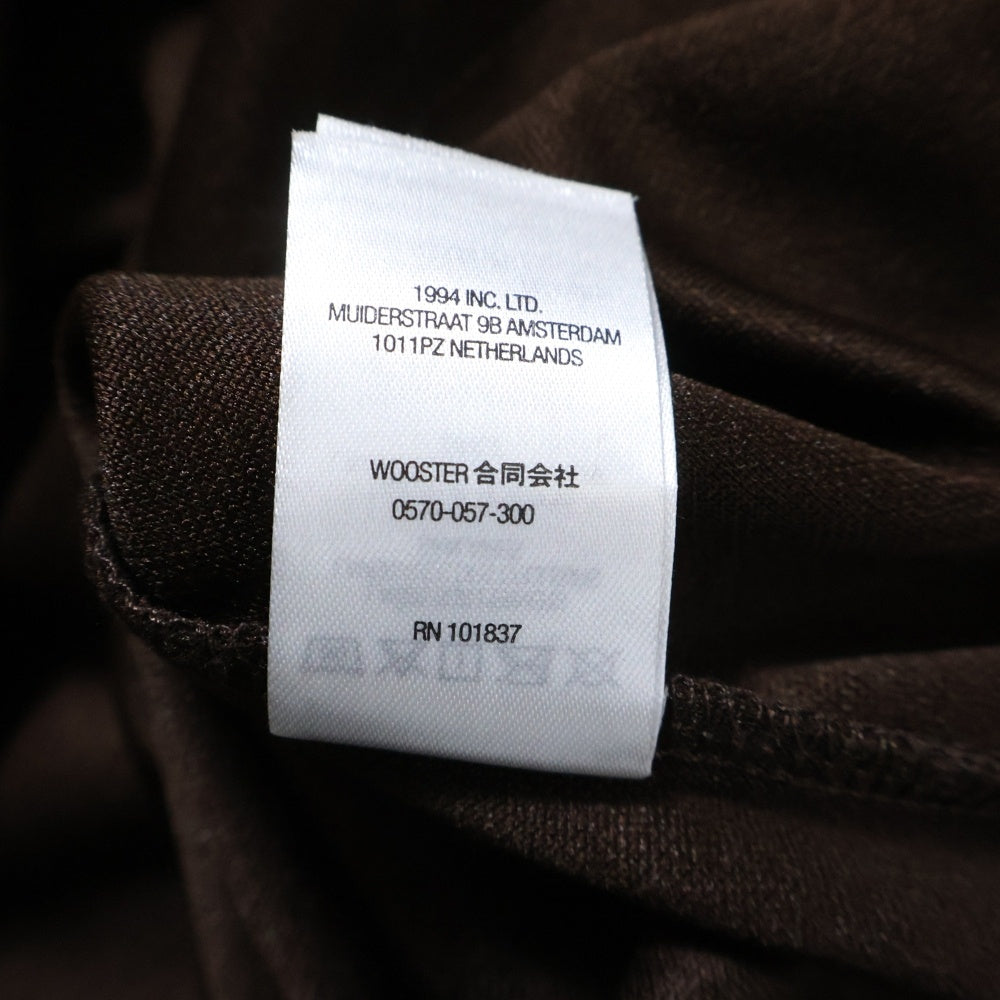 1994 INC. LTD.
MUIDERSTRAAT 9B AMSTERDAM
1011PZ NETHERLANDS
WOOSTER 合同会社
0570-057-300
RN 101837